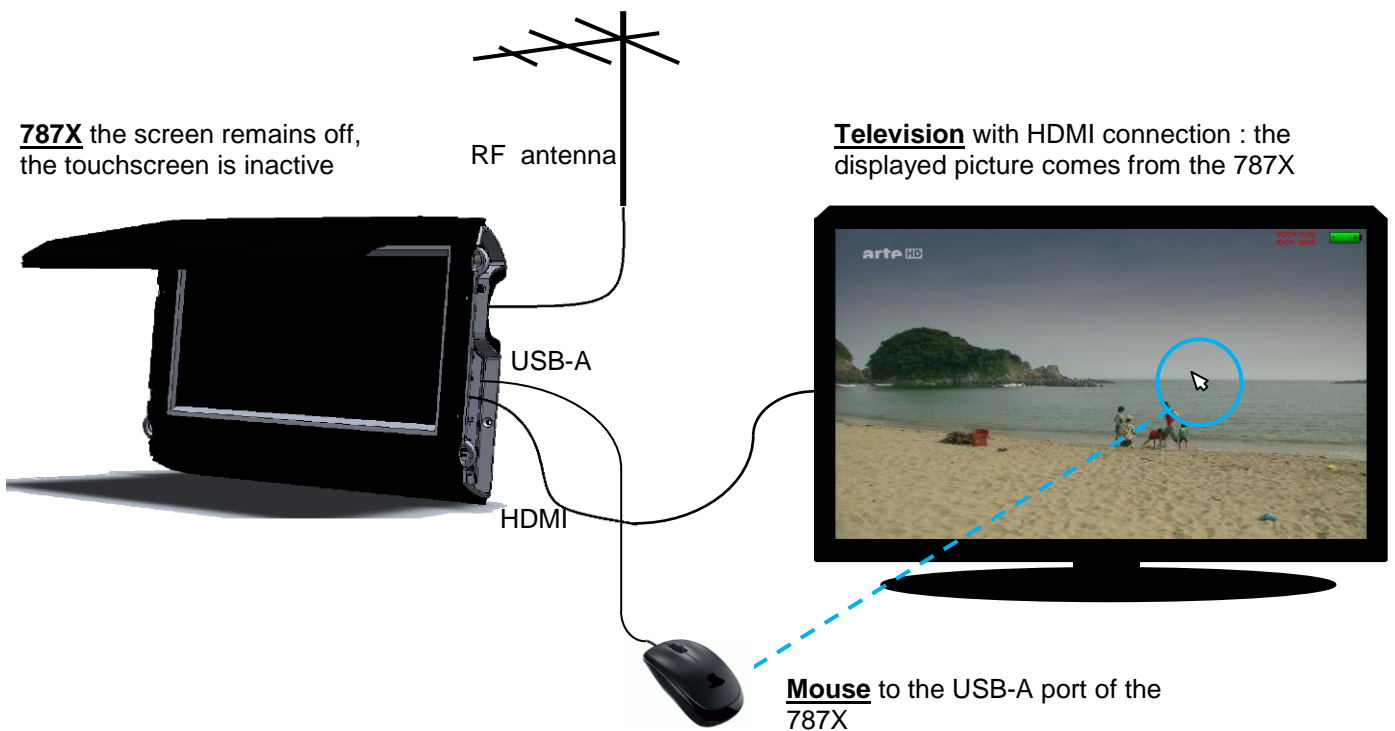 787X the screen remains off,
the touchscreen is inactive
RF antenna
Television with HDMI connection : the
displayed picture comes from the 787X
arte HD
USB-A
HDMI
Mouse to the USB-A port of the
787X